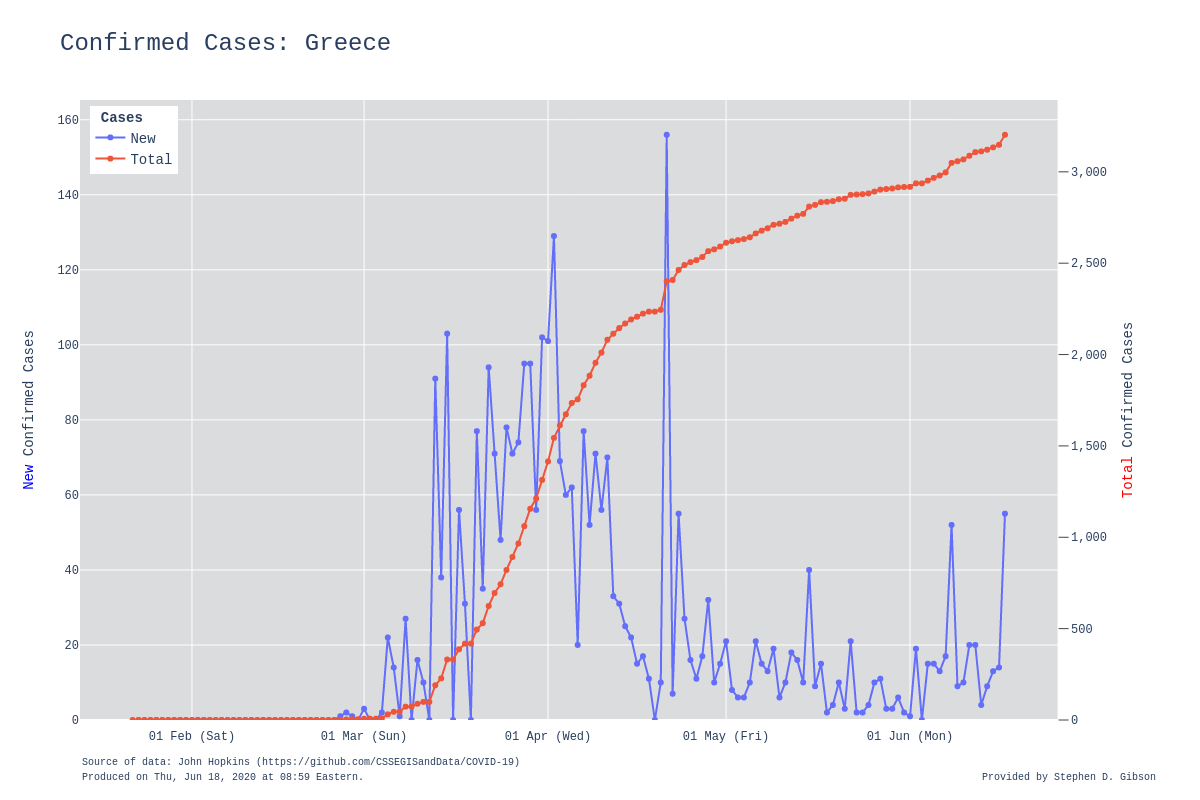 Confirmed Cases: Greece
Cases
New
Total
160
140
120
100
80
60
40
20
0
New Confirmed Cases
3,000
2,500
2,000
1,500
1,000
500
0
Total Confirmed Cases
01 Feb (Sat)
01 Mar (Sun)
01 Apr (Wed)
01 May (Fri)
01 Jun (Mon)
Source of data: John Hopkins (https://github.com/CSSEGISandData/COVID-19)
Produced on Thu, Jun 18, 2020 at 08:59 Eastern.
Provided by Stephen D. Gibson